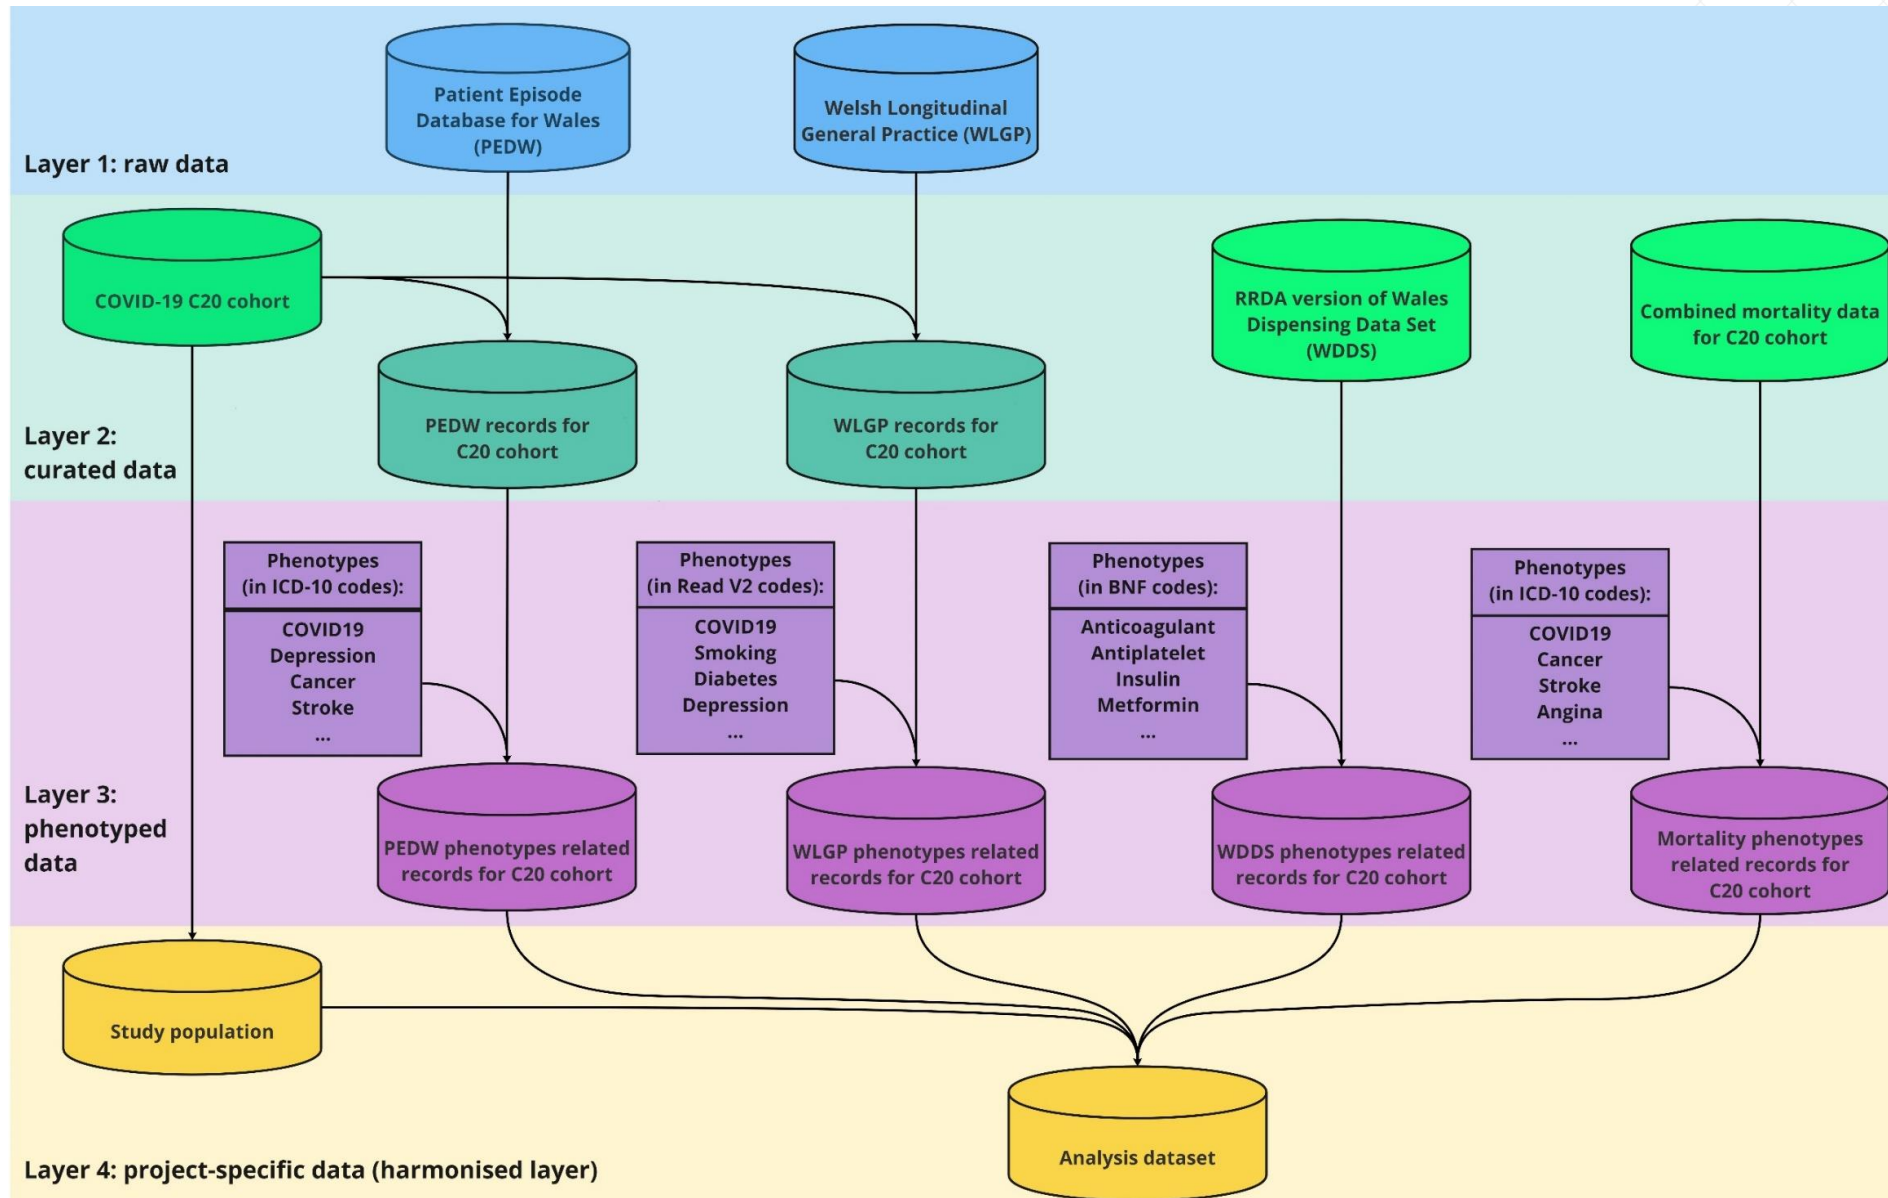 Patient Episode
Database for Wales
(PEDW)
Welsh Longitudinal
General Practice (WLGP)
Layer 1: raw data
COVID-19 C20 cohort
RRDA version of Wales
Dispensing Data Set
(WDDS)
Combined mortality data
for C20 cohort
PEDW records for
C20 cohort
WLGP records for
C20 cohort
Layer 2:
curated data
Phenotypes
(in ICD-10 codes):
COVID19
Depression
Cancer
Stroke
...
Phenotypes
(in Read V2 codes):
COVID19
Smoking
Diabetes
Depression
...
Phenotypes
(in BNF codes):
Anticoagulant
Antiplatelet
Insulin
Metformin
...
Phenotypes
(in ICD-10 codes):
COVID19
Cancer
Stroke
Angina
...
Layer 3:
phenotyped
data
PEDW phenotypes related
records for C20 cohort
WLGP phenotypes related
records for C20 cohort
WDDS phenotypes related
records for C20 cohort
Mortality phenotypes
related records for
C20 cohort
Study population
Analysis dataset
Layer 4: project-specific data (harmonised layer)